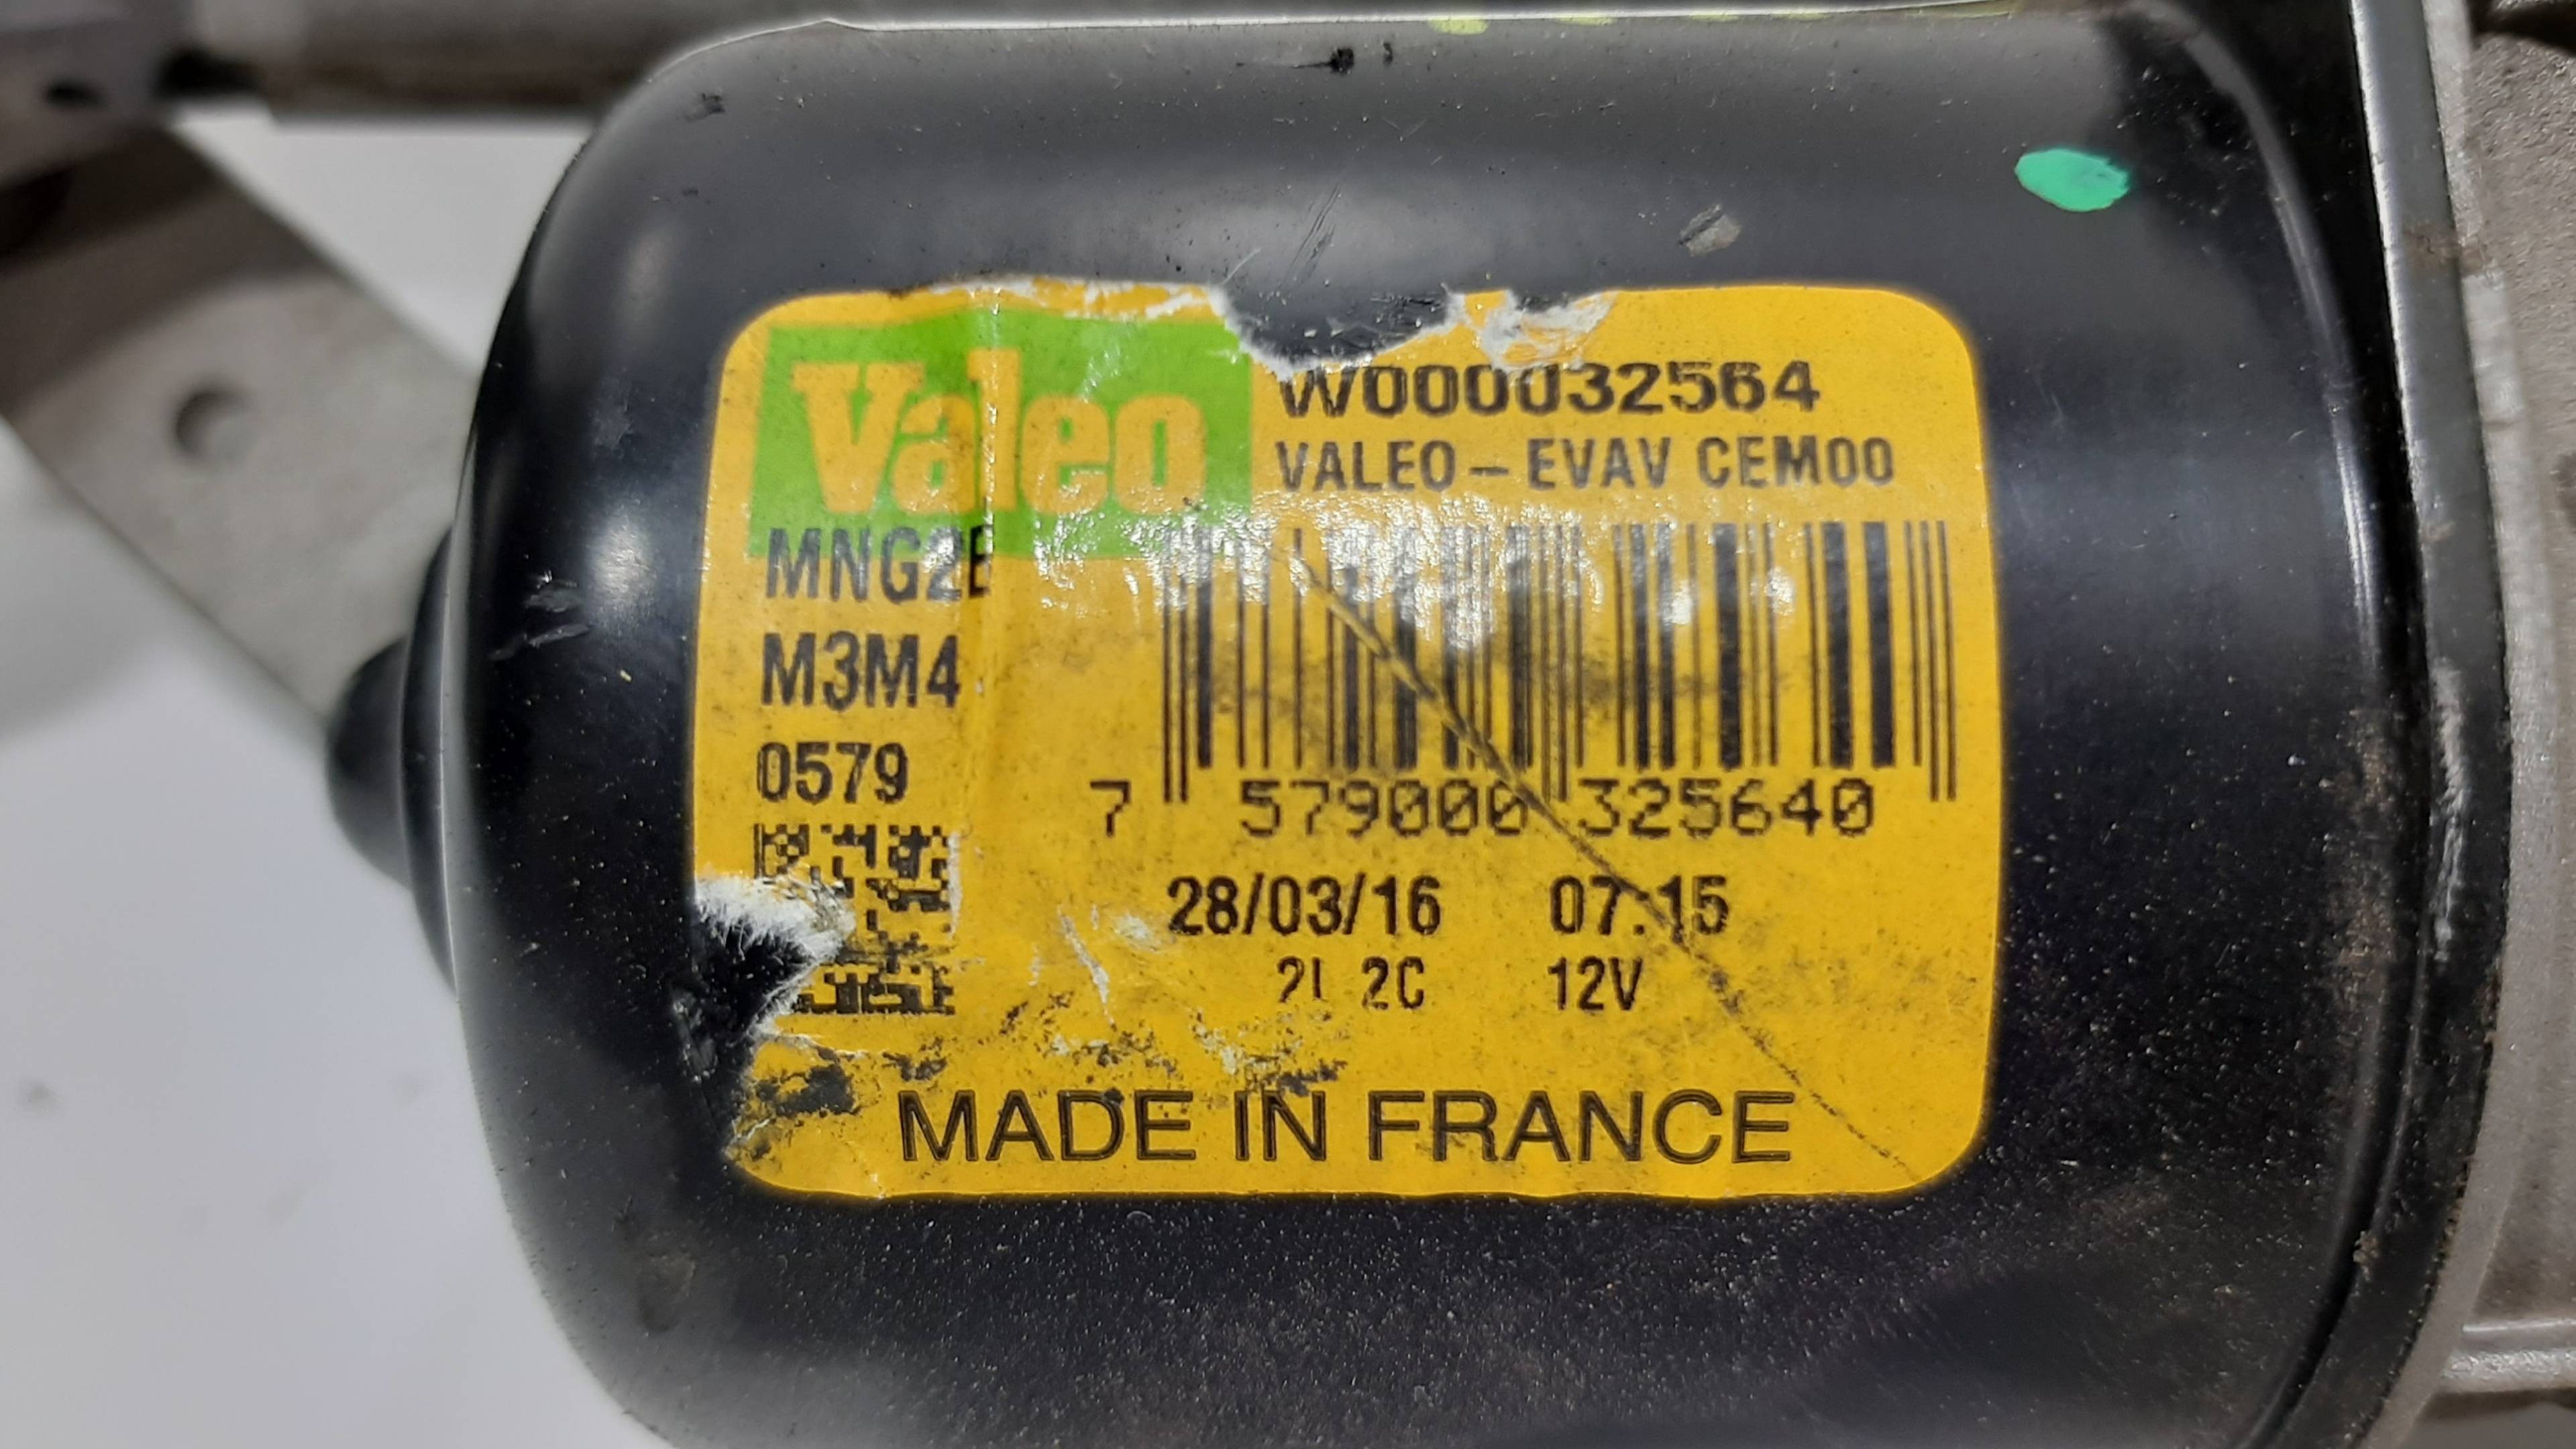 Valeo
W000032564
VALEO – EVAV CEM00
MNG2E
M3M4
0579
7 579000 325640
28/03/16 07:15
2L 2C 12V
MADE IN FRANCE